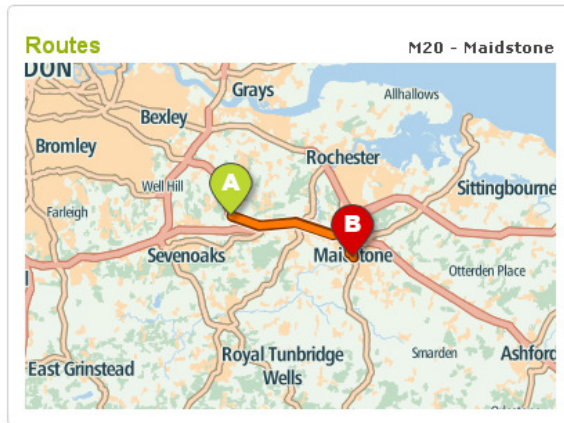 Routes
M20 - Maidstone
DON
Grays
Allhallows
Bexley
Bromley
Rochester
Well Hill
A
Sittingbourne
Farleigh
B
Sevenoaks
Maidstone
Otterden Place
Royal Tunbridge
Wells
Smarden
Ashford
East Grinstead